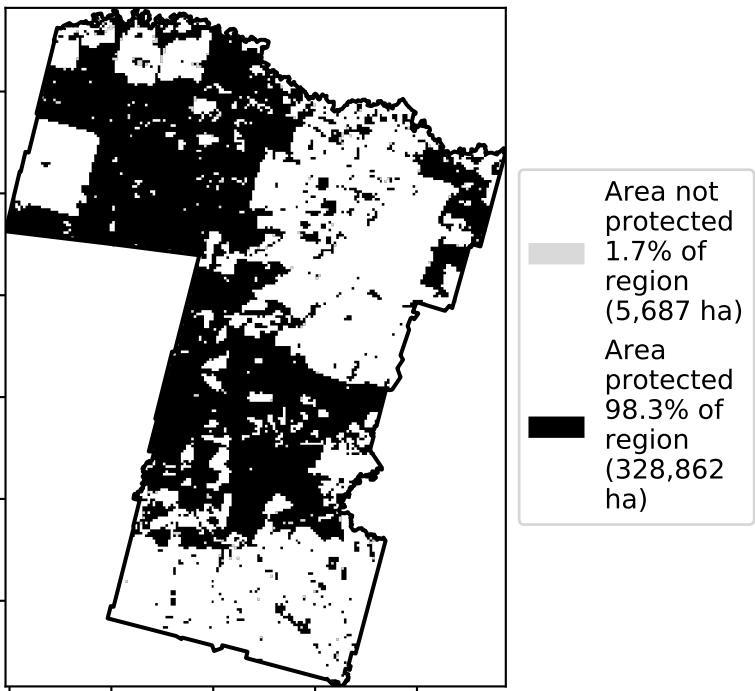 Area not
protected
1.7% of
region
(5,687 ha)
Area
protected
98.3% of
region
(328,862
ha)